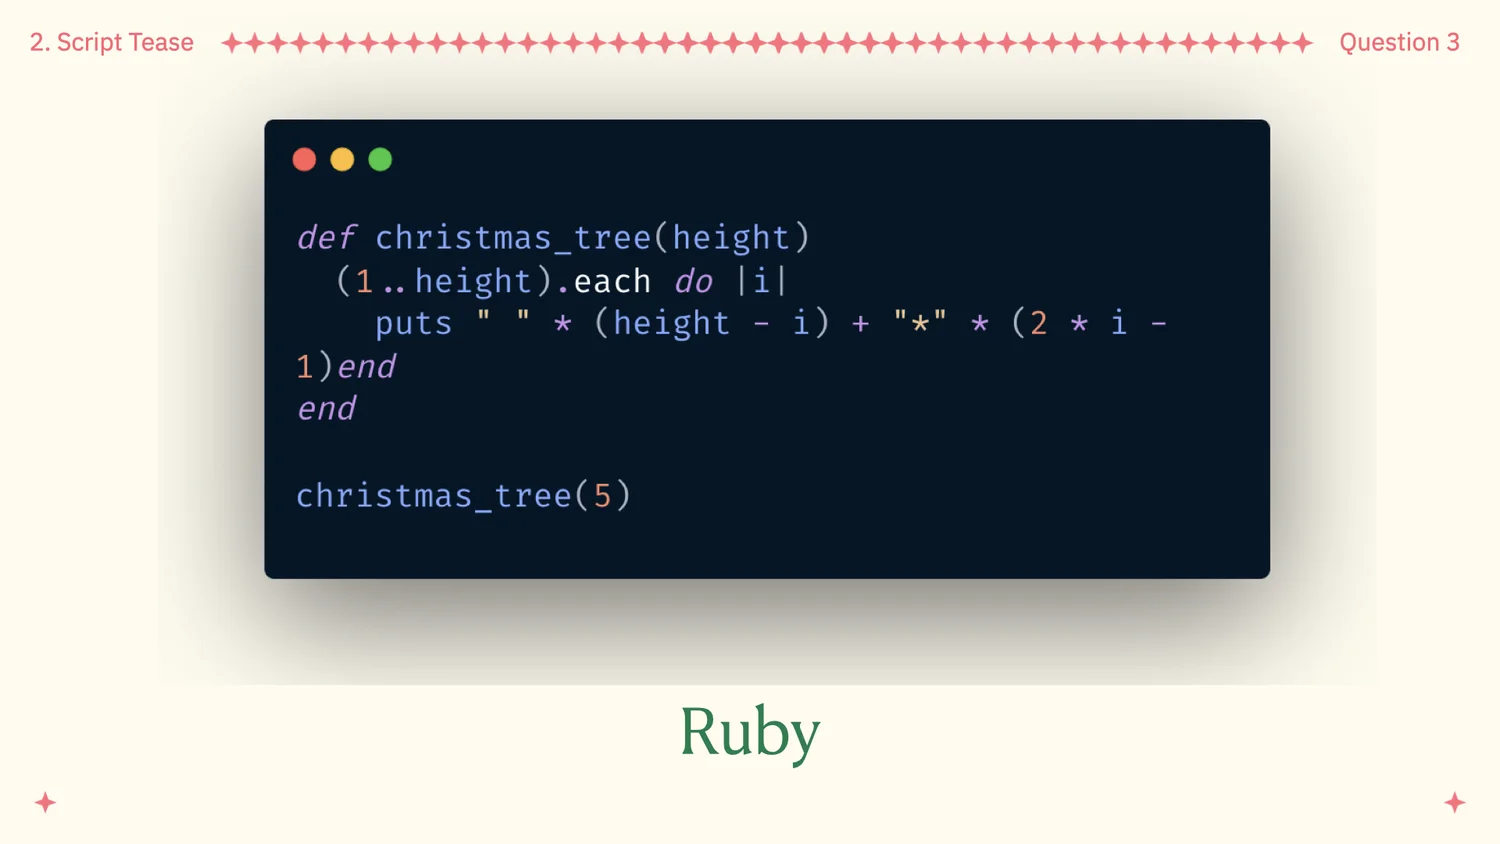 2. Script Tease
Question 3
def christmas_tree(height)
  (1..height).each do |i|
    puts " " * (height - i) + "*" * (2 * i -
1)end
end
christmas_tree(5)
Ruby